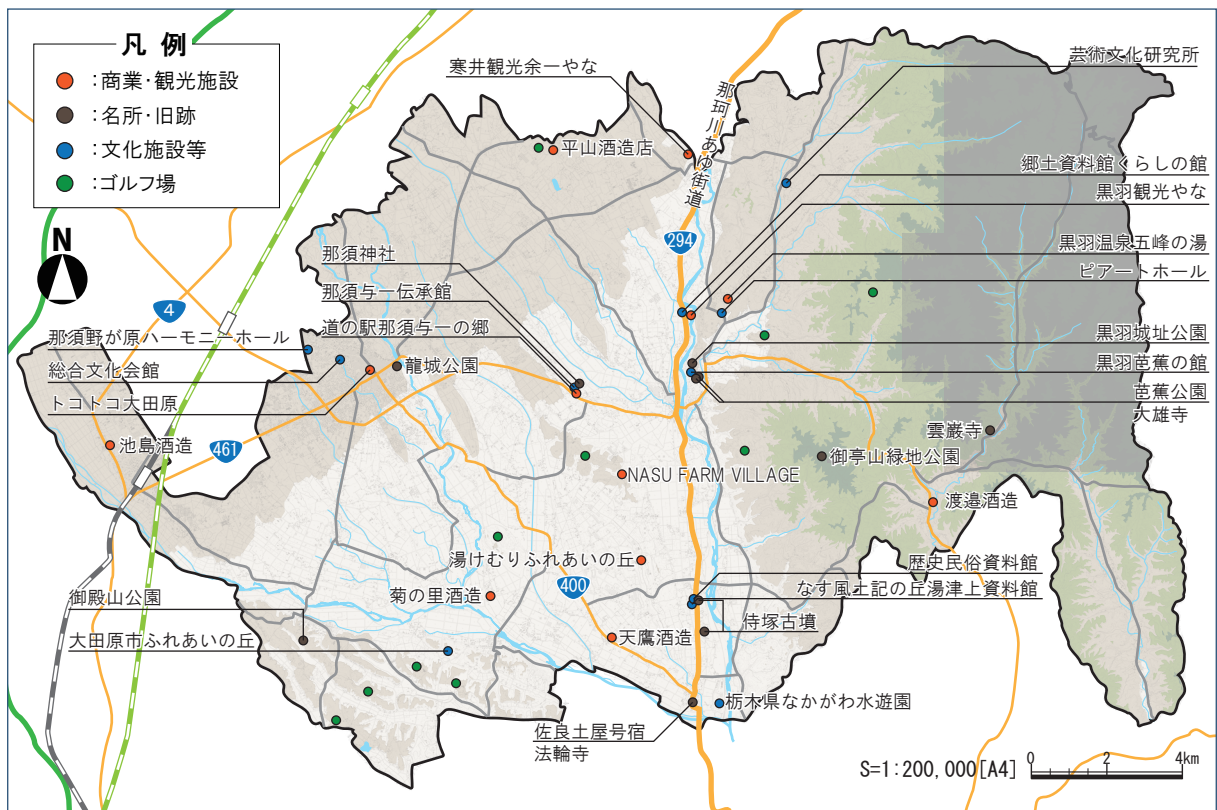 凡 例
：商業・観光施設
：名所・旧跡
：文化施設等
：ゴルフ場
N
寒井観光余一やな
平山酒造店
那珂川あゆ街道
芸術文化研究所
郷土資料館くらしの館
黒羽観光やな
黒羽温泉五峰の湯
ピアートホール
294
4
那須神社
那須与一伝承館
道の駅那須与一の郷
那須野が原ハーモニーホール
総合文化会館
トコトコ大田原
龍城公園
黒羽城址公園
黒羽芭蕉の館
芭蕉公園
大雄寺
雲巌寺
池島酒造
461
御亭山緑地公園
NASU FARM VILLAGE
渡邉酒造
湯けむりふれあいの丘
400
菊の里酒造
歴史民俗資料館
なす風土記の丘湯津上資料館
侍塚古墳
御殿山公園
大田原市ふれあいの丘
天鷹酒造
栃木県なかがわ水遊園
佐良土屋号宿
法輪寺
S=1:200,000[A4]
0 2 4km